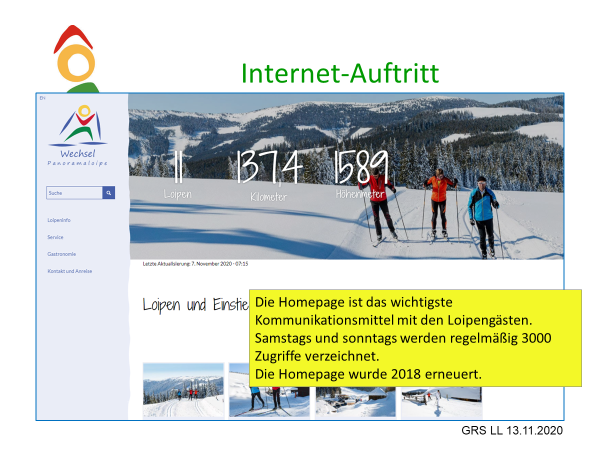 Internet-Auftritt
EN
Wechsel
Panoramaloipe
Suche
Loipeninfo
Service
Gastronomie
Kontakt und Anreise
11 1374 1589
Loipen Kilometer Höhenmeter
Letzte Aktualisierung: 7. November 2020 - 07:15
Loipen und Einstie
Die Homepage ist das wichtigste
Kommunikationsmittel mit den Loipengästen.
Samstags und sonntags werden regelmäßig 3000
Zugriffe verzeichnet.
Die Homepage wurde 2018 erneuert.
GRS LL 13.11.2020